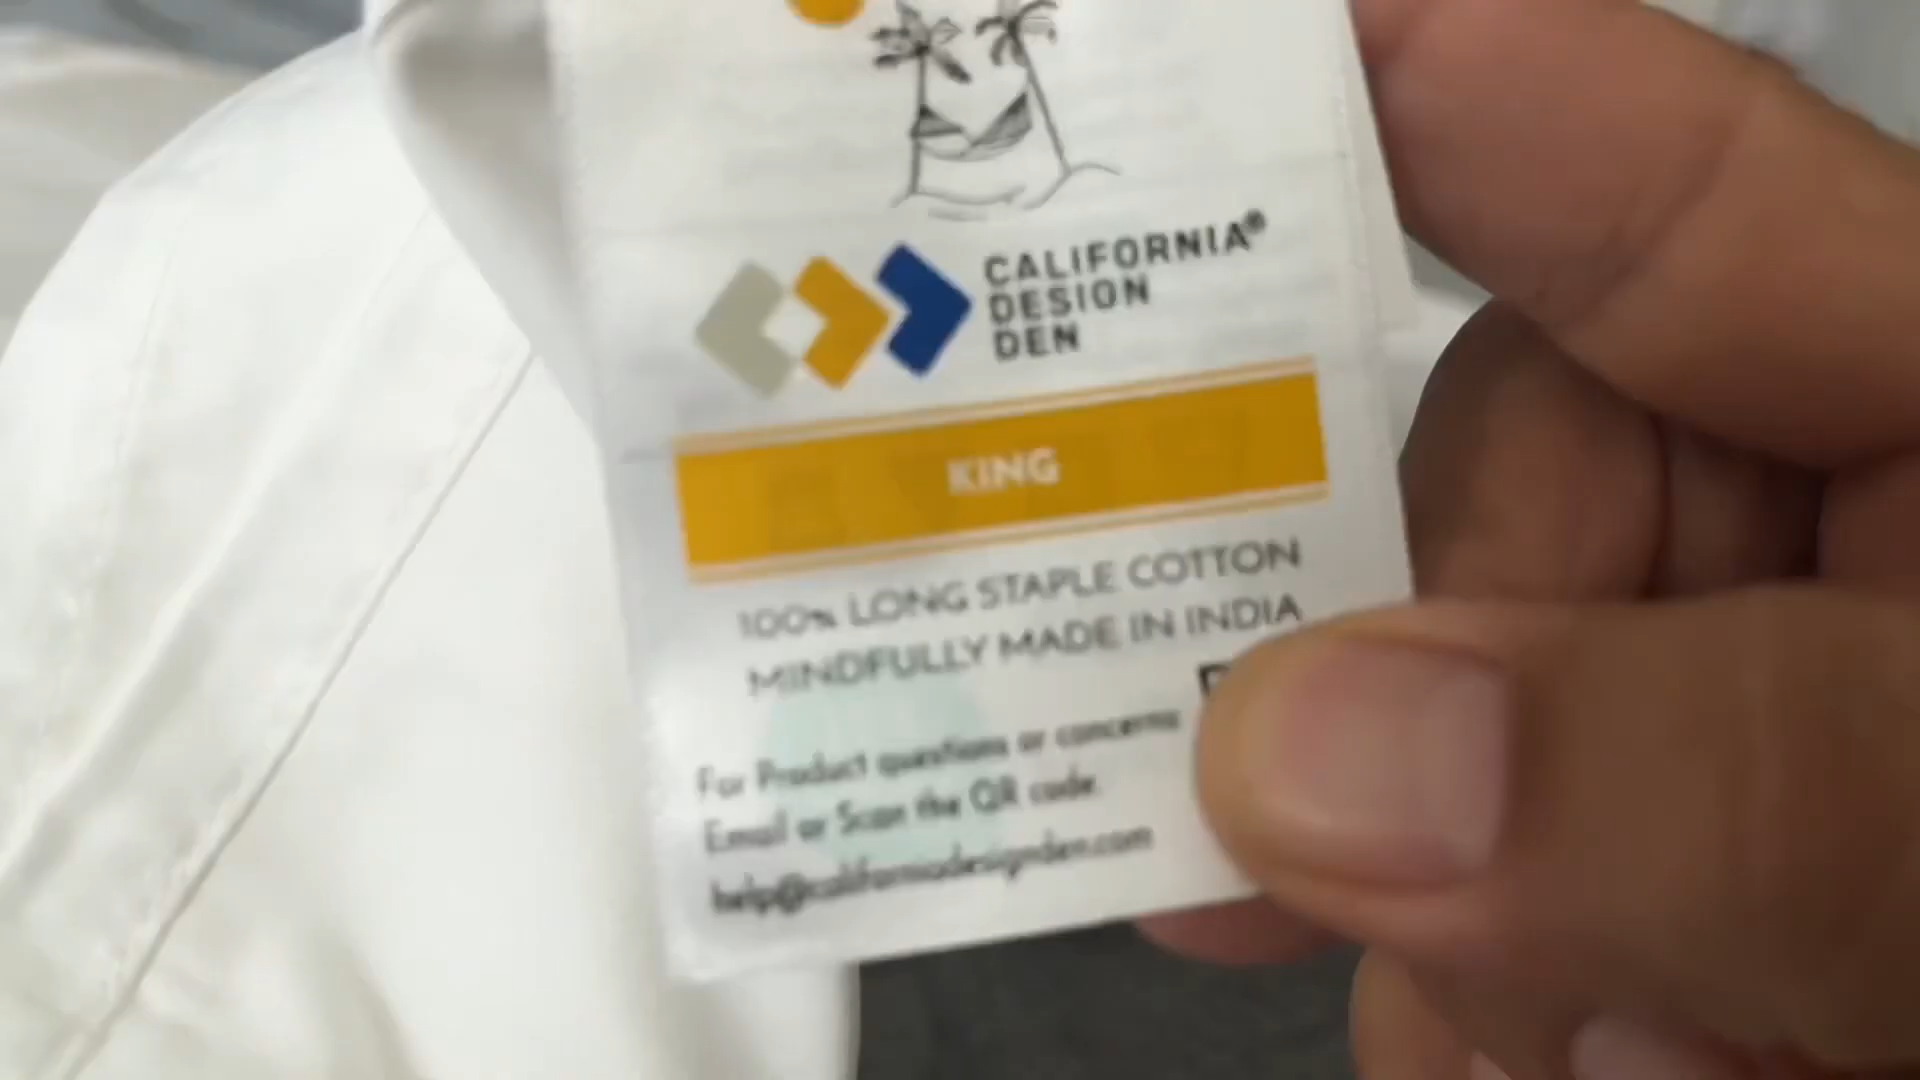 CALIFORNIA®
DESIGN
DEN
KING
100% LONG STAPLE COTTON
MINDFULLY MADE IN INDIA
For Product questions or concerns
Email or Scan the QR code.
help@californiadesignden.com